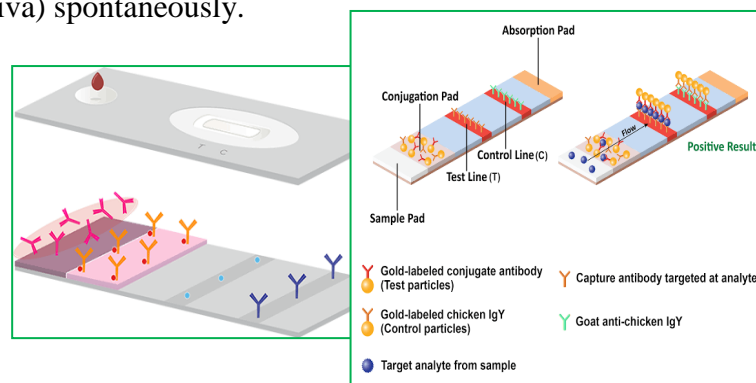 iva) spontaneously.
Absorption Pad
Conjugation Pad
Flow
Control Line (C)
Positive Result
Test Line (T)
Sample Pad
T C
Gold-labeled conjugate antibody
(Test particles)
Capture antibody targeted at analyte
Gold-labeled chicken IgY
(Control particles)
Goat anti-chicken IgY
Target analyte from sample